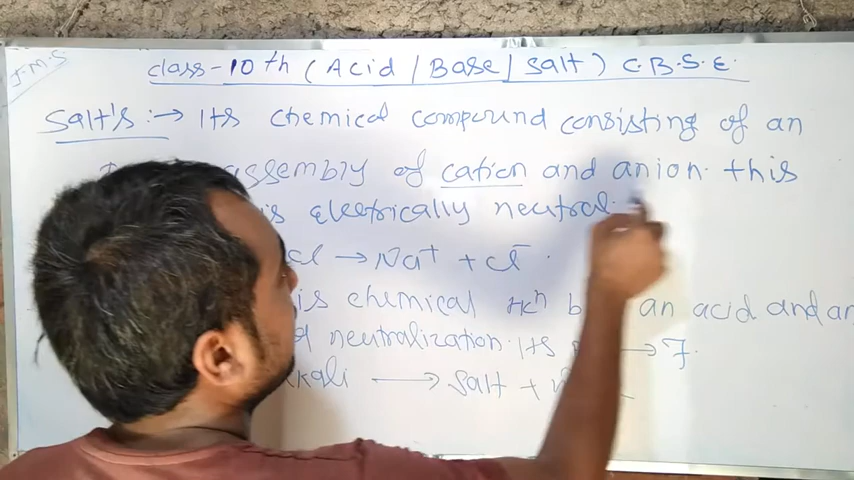 J.M.S
class-10th (Acid/Base/salt) C.B.S.E.
Salt's :→ Its chemical compound consisting of an
assembly of cation and anion. this
is electrically neutral.
cl → Na+ + Cl-.
is chemical rxn b an acid and an
neutralization. Its → 7.
kali → salt +